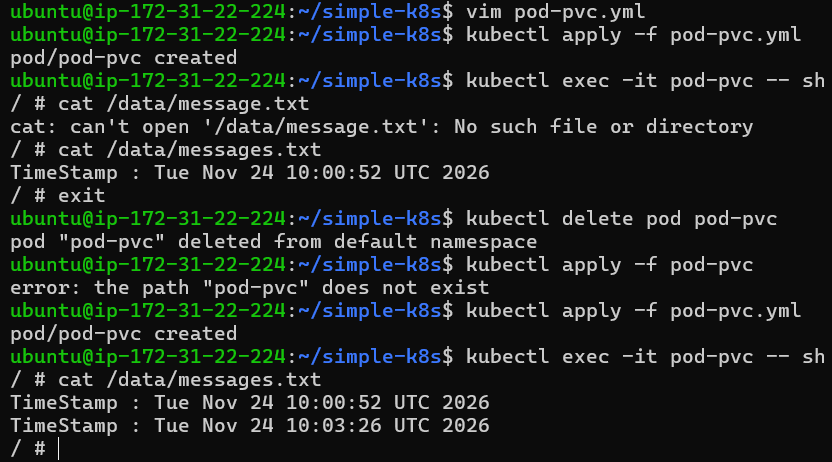 ubuntu@ip-172-31-22-224:~/simple-k8s$ vim pod-pvc.yml
ubuntu@ip-172-31-22-224:~/simple-k8s$ kubectl apply -f pod-pvc.yml
pod/pod-pvc created
ubuntu@ip-172-31-22-224:~/simple-k8s$ kubectl exec -it pod-pvc -- sh
/ # cat /data/message.txt
cat: can't open '/data/message.txt': No such file or directory
/ # cat /data/messages.txt
TimeStamp : Tue Nov 24 10:00:52 UTC 2026
/ # exit
ubuntu@ip-172-31-22-224:~/simple-k8s$ kubectl delete pod pod-pvc
pod "pod-pvc" deleted from default namespace
ubuntu@ip-172-31-22-224:~/simple-k8s$ kubectl apply -f pod-pvc
error: the path "pod-pvc" does not exist
ubuntu@ip-172-31-22-224:~/simple-k8s$ kubectl apply -f pod-pvc.yml
pod/pod-pvc created
ubuntu@ip-172-31-22-224:~/simple-k8s$ kubectl exec -it pod-pvc -- sh
/ # cat /data/messages.txt
TimeStamp : Tue Nov 24 10:00:52 UTC 2026
TimeStamp : Tue Nov 24 10:03:26 UTC 2026
/ #